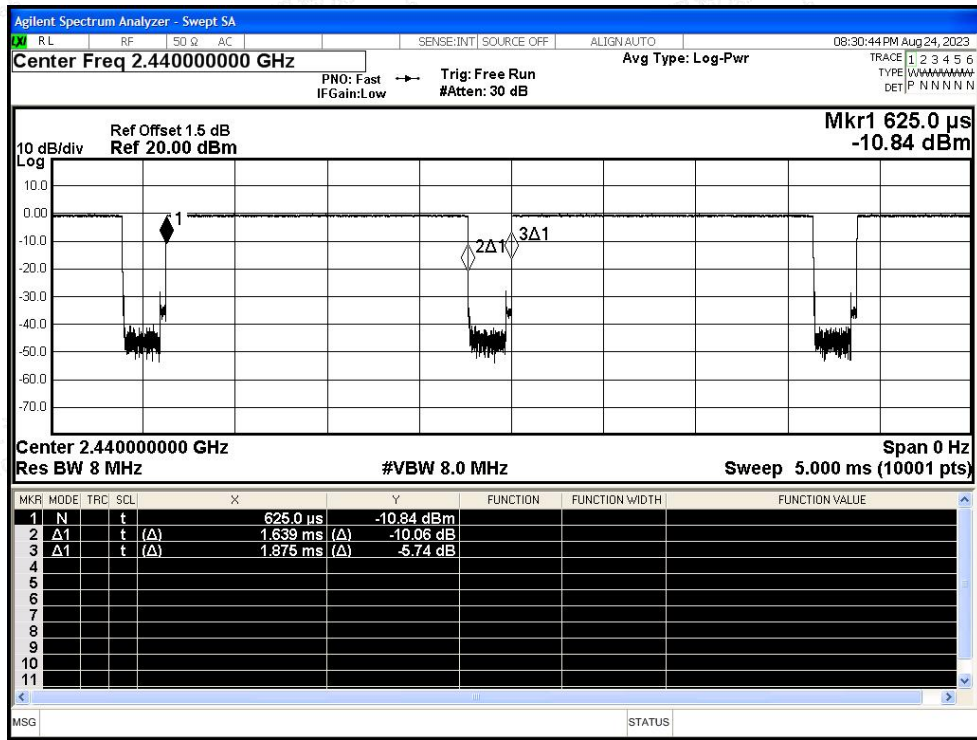 Agilent Spectrum Analyzer - Swept SA
LXI RL RF 50 Ω AC SENSE:INT SOURCE OFF ALIGN AUTO 08:30:44 PM Aug 24, 2023
Center Freq 2.440000000 GHz
Avg Type: Log-Pwr
TRACE 1 2 3 4 5 6
PNO: Fast Trig: Free Run
TYPE
IFGain:Low #Atten: 30 dB
DET P N N N N N
Mkr1 625.0 µs
-10.84 dBm
Ref Offset 1.5 dB
10 dB/div Ref 20.00 dBm
Log
10.0
0.00
1
-10.0
2Δ1
3Δ1
-20.0
-30.0
-40.0
-50.0
-60.0
-70.0
Center 2.440000000 GHz Span 0 Hz
Res BW 8 MHz #VBW 8.0 MHz Sweep 5.000 ms (10001 pts)
MKR MODE TRC SCL X Y FUNCTION FUNCTION WIDTH FUNCTION VALUE
1 N t 625.0 µs -10.84 dBm
2 Δ1 t (Δ) 1.639 ms (Δ) -10.06 dB
3 Δ1 t (Δ) 1.875 ms (Δ) -5.74 dB
4
5
6
7
8
9
10
11
MSG STATUS